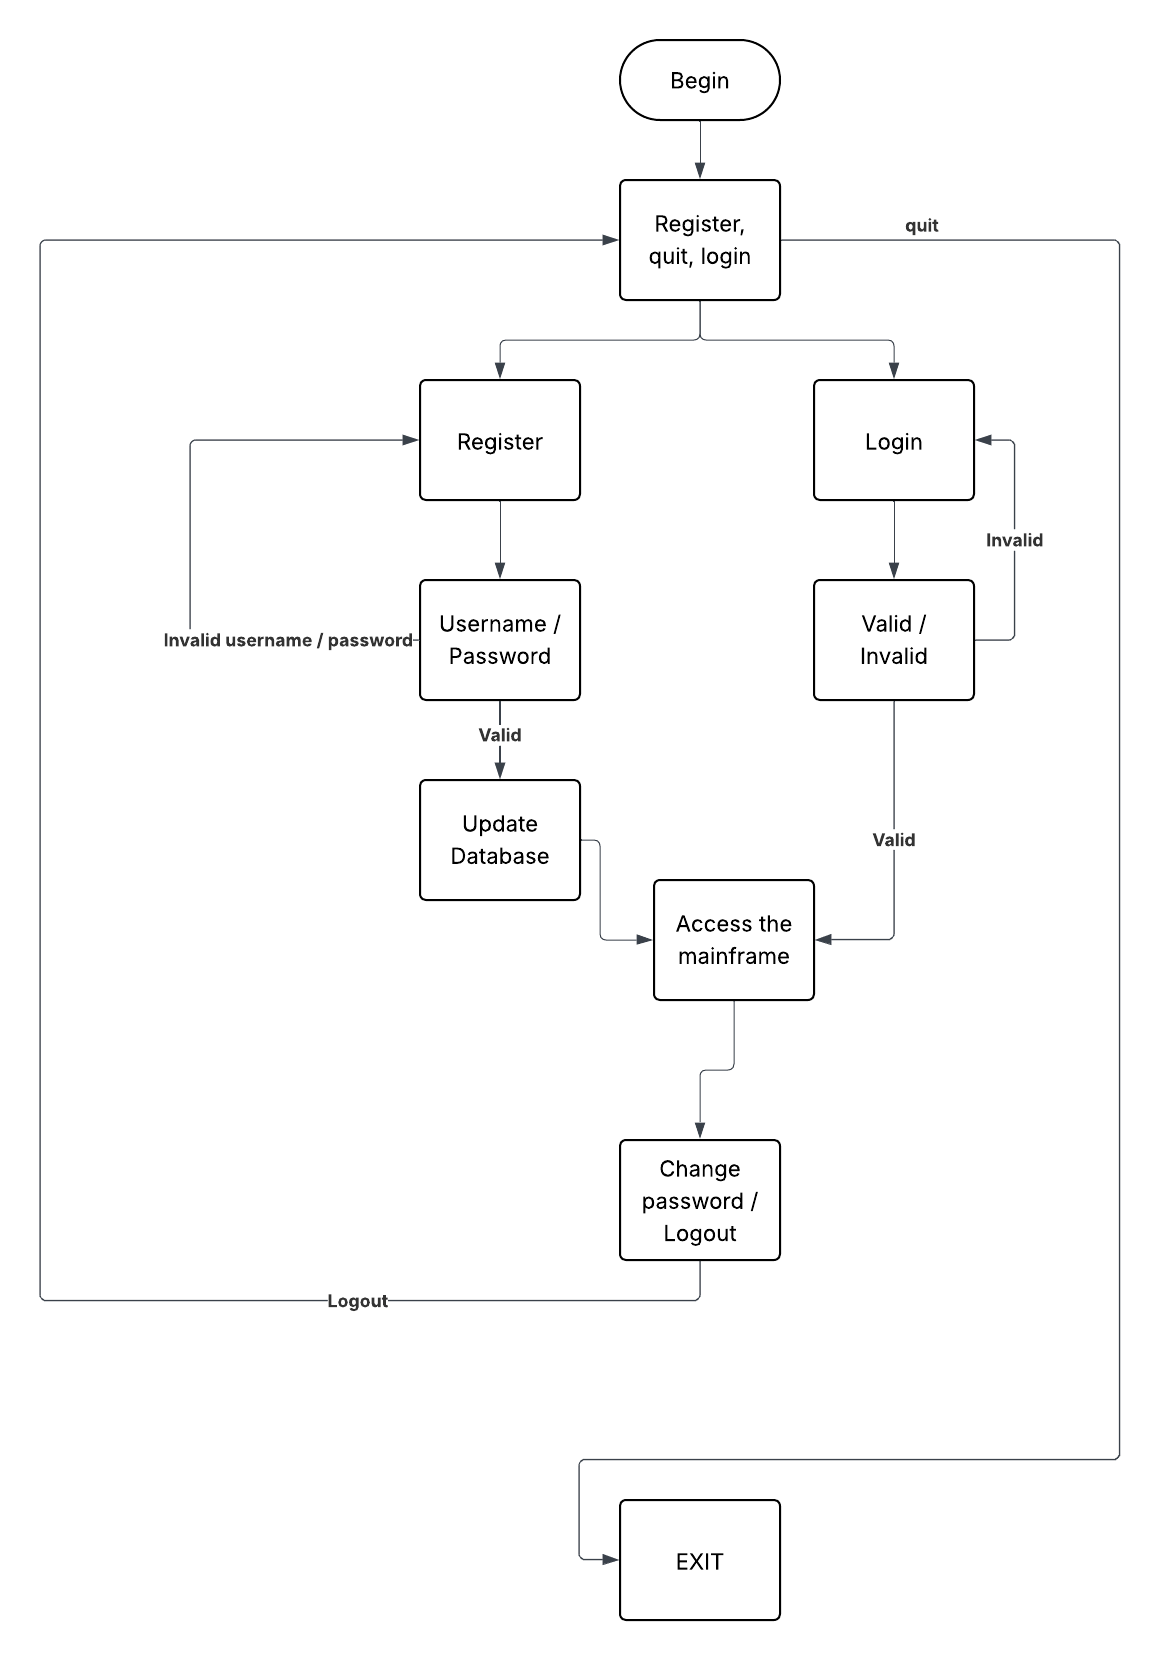 Begin
Register,
quit, login
quit
Register
Login
Invalid
Username /
Password
Valid /
Invalid
Invalid username / password
Valid
Update
Database
Valid
Access the
mainframe
Change
password /
Logout
Logout
EXIT